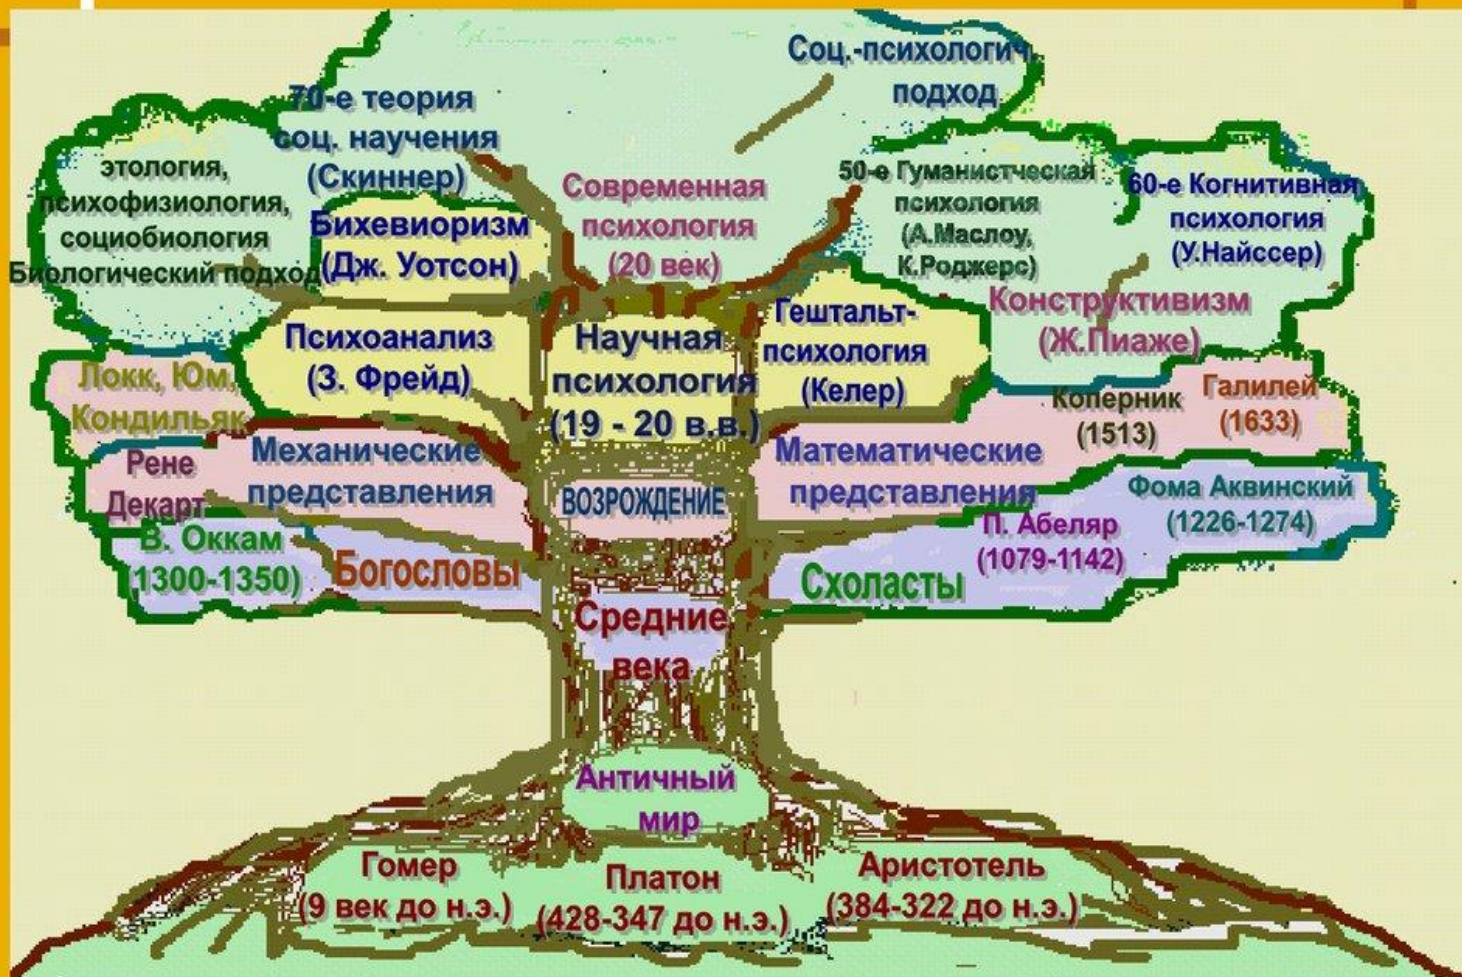 Соц.-психологич.
подход
70-е теория
соц. научения
(Скиннер)
этология,
психофизиология,
социобиология
Биологический подход
Бихевиоризм
(Дж. Уотсон)
Современная
психология
(20 век)
50-е Гуманистческая
психология
(А.Маслоу,
К.Роджерс)
60-е Когнитивная
психология
(У.Найссер)
Конструктивизм
(Ж.Пиаже)
Психоанализ
(З. Фрейд)
Научная
психология
(19 - 20 в.в.)
Гештальт-
психология
(Келер)
Локк, Юм,
Кондильяк
Рене
Декарт
Механические
представления
ВОЗРОЖДЕНИЕ
Математические
представления
Коперник
(1513)
Галилей
(1633)
В. Оккам
(1300-1350)
Богословы
Средние
века
Схоласты
П. Абеляр
(1079-1142)
Фома Аквинский
(1226-1274)
Античный
мир
Гомер
(9 век до н.э.)
Платон
(428-347 до н.э.)
Аристотель
(384-322 до н.э.)